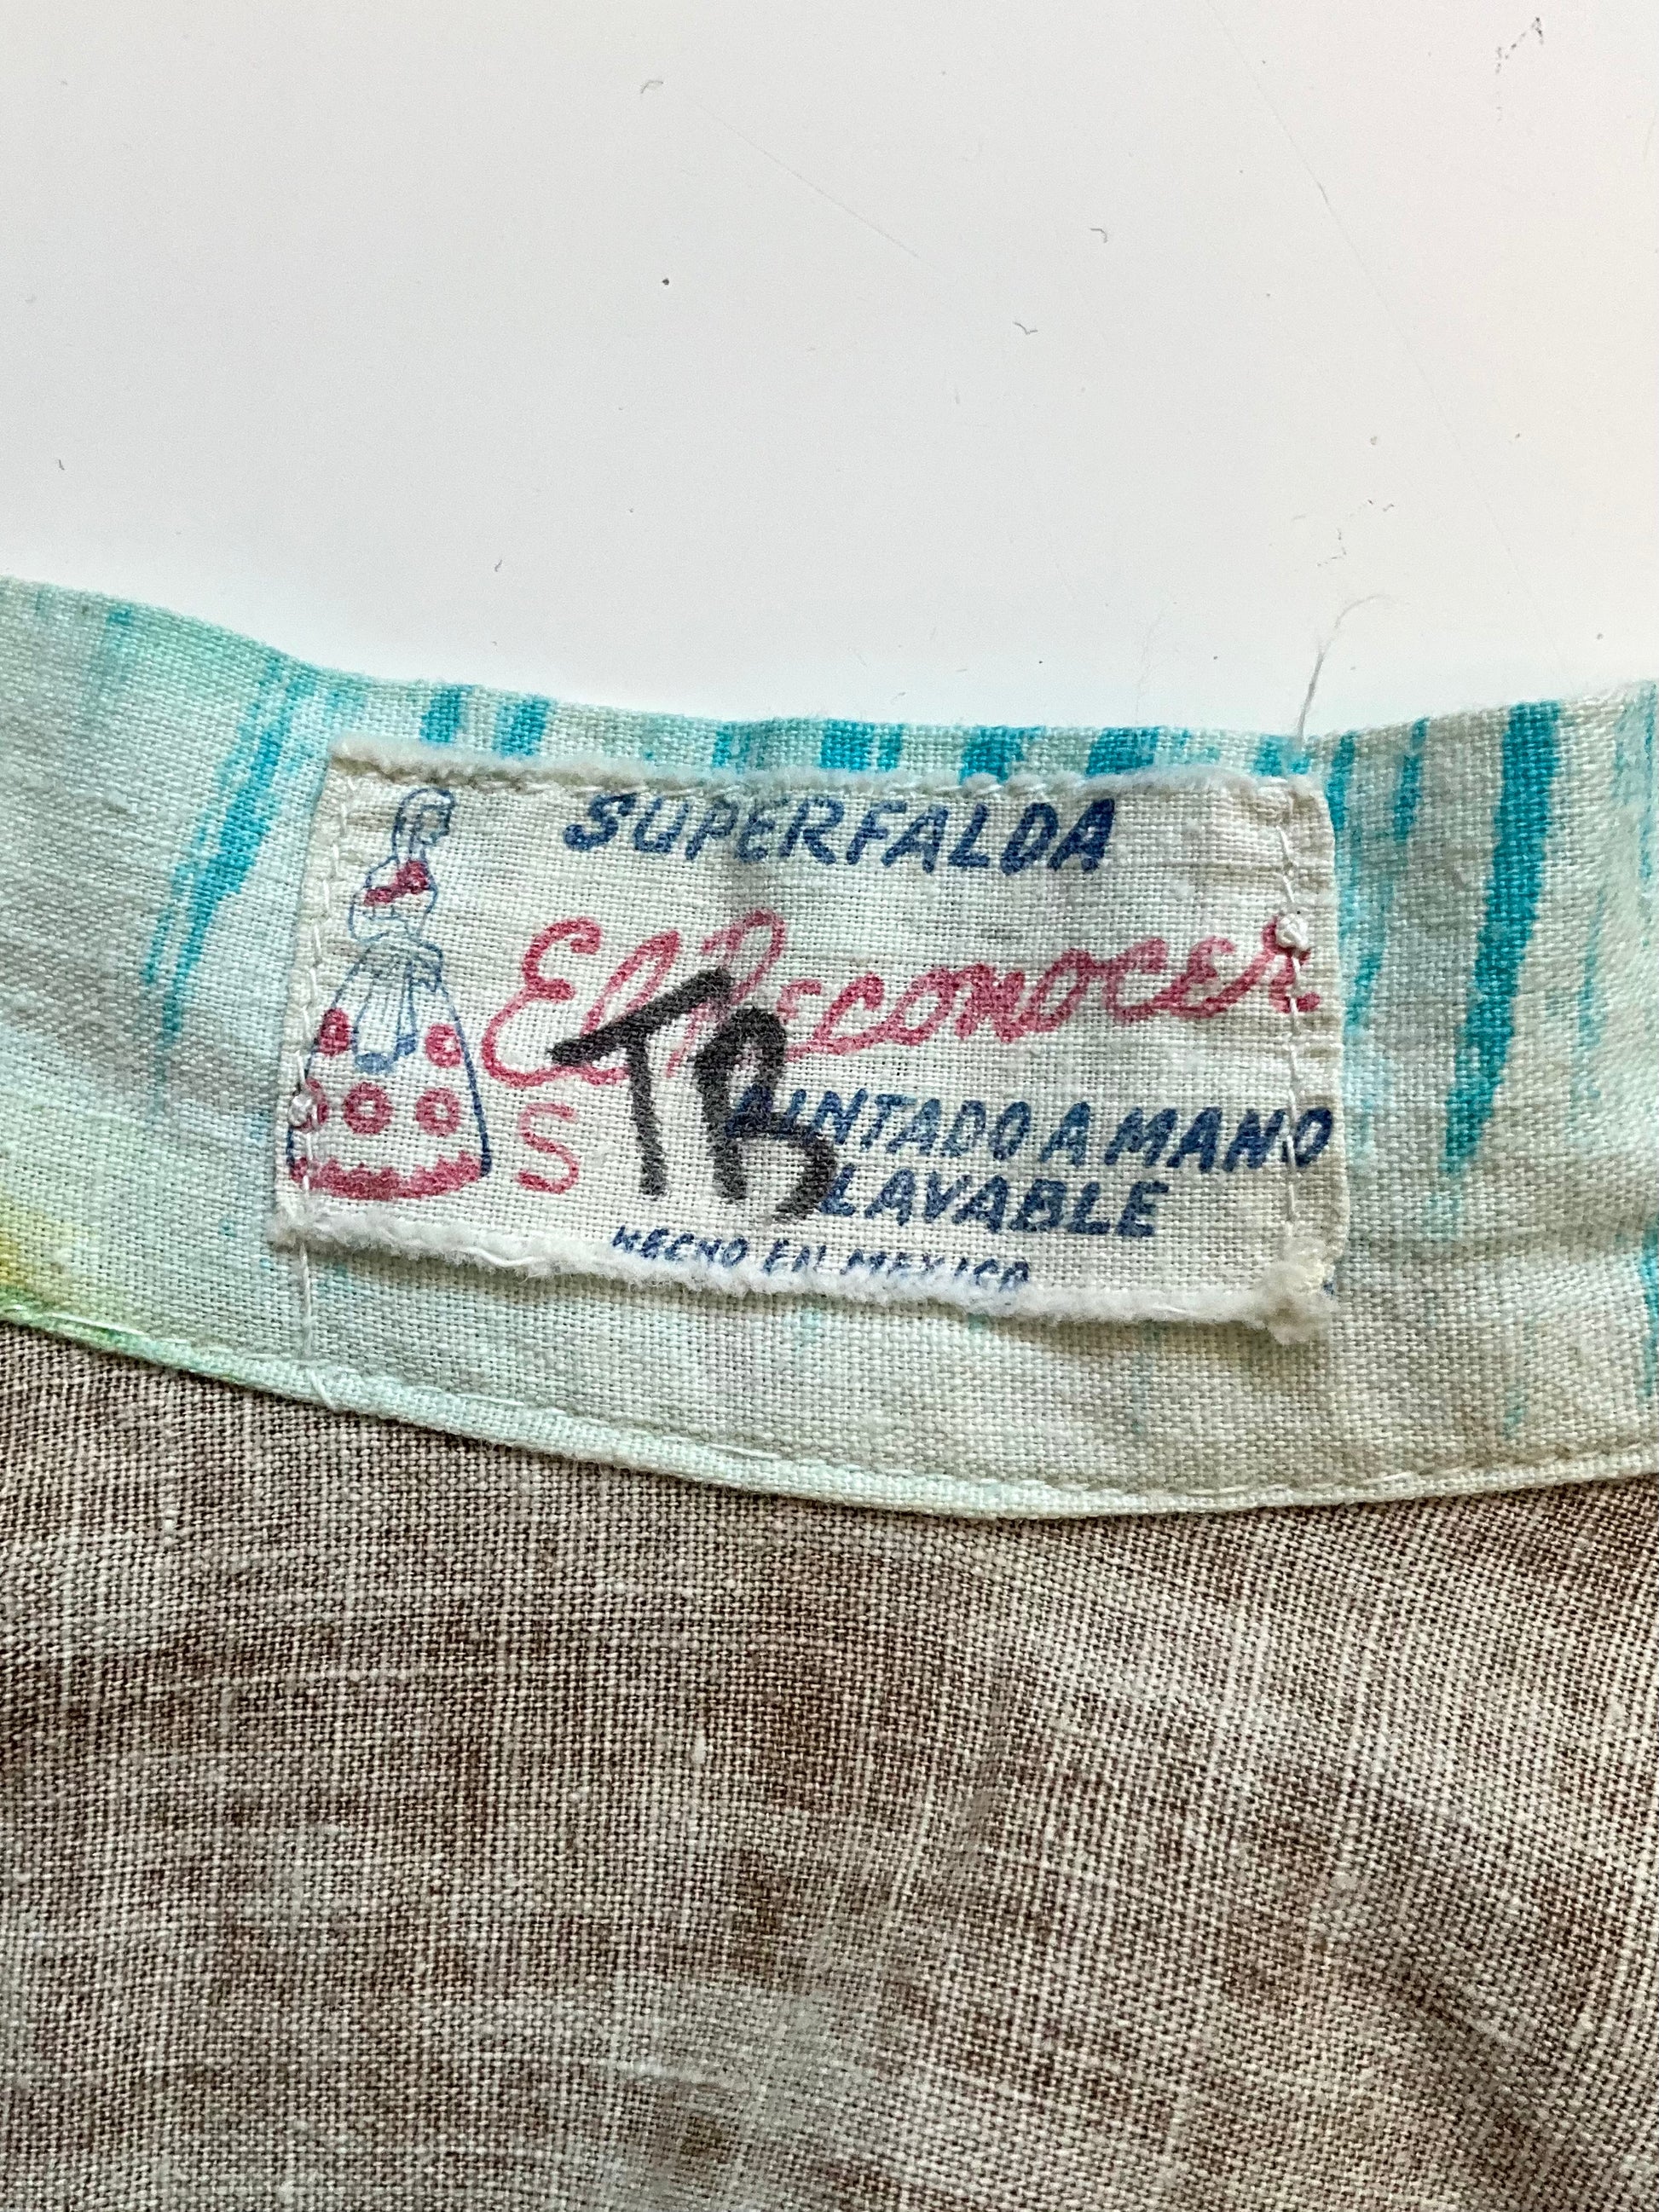 SUPERFALDA
El Reconocer
S
TB
PINTADO A MANO
LAVABLE
HECHO EN MEXICO